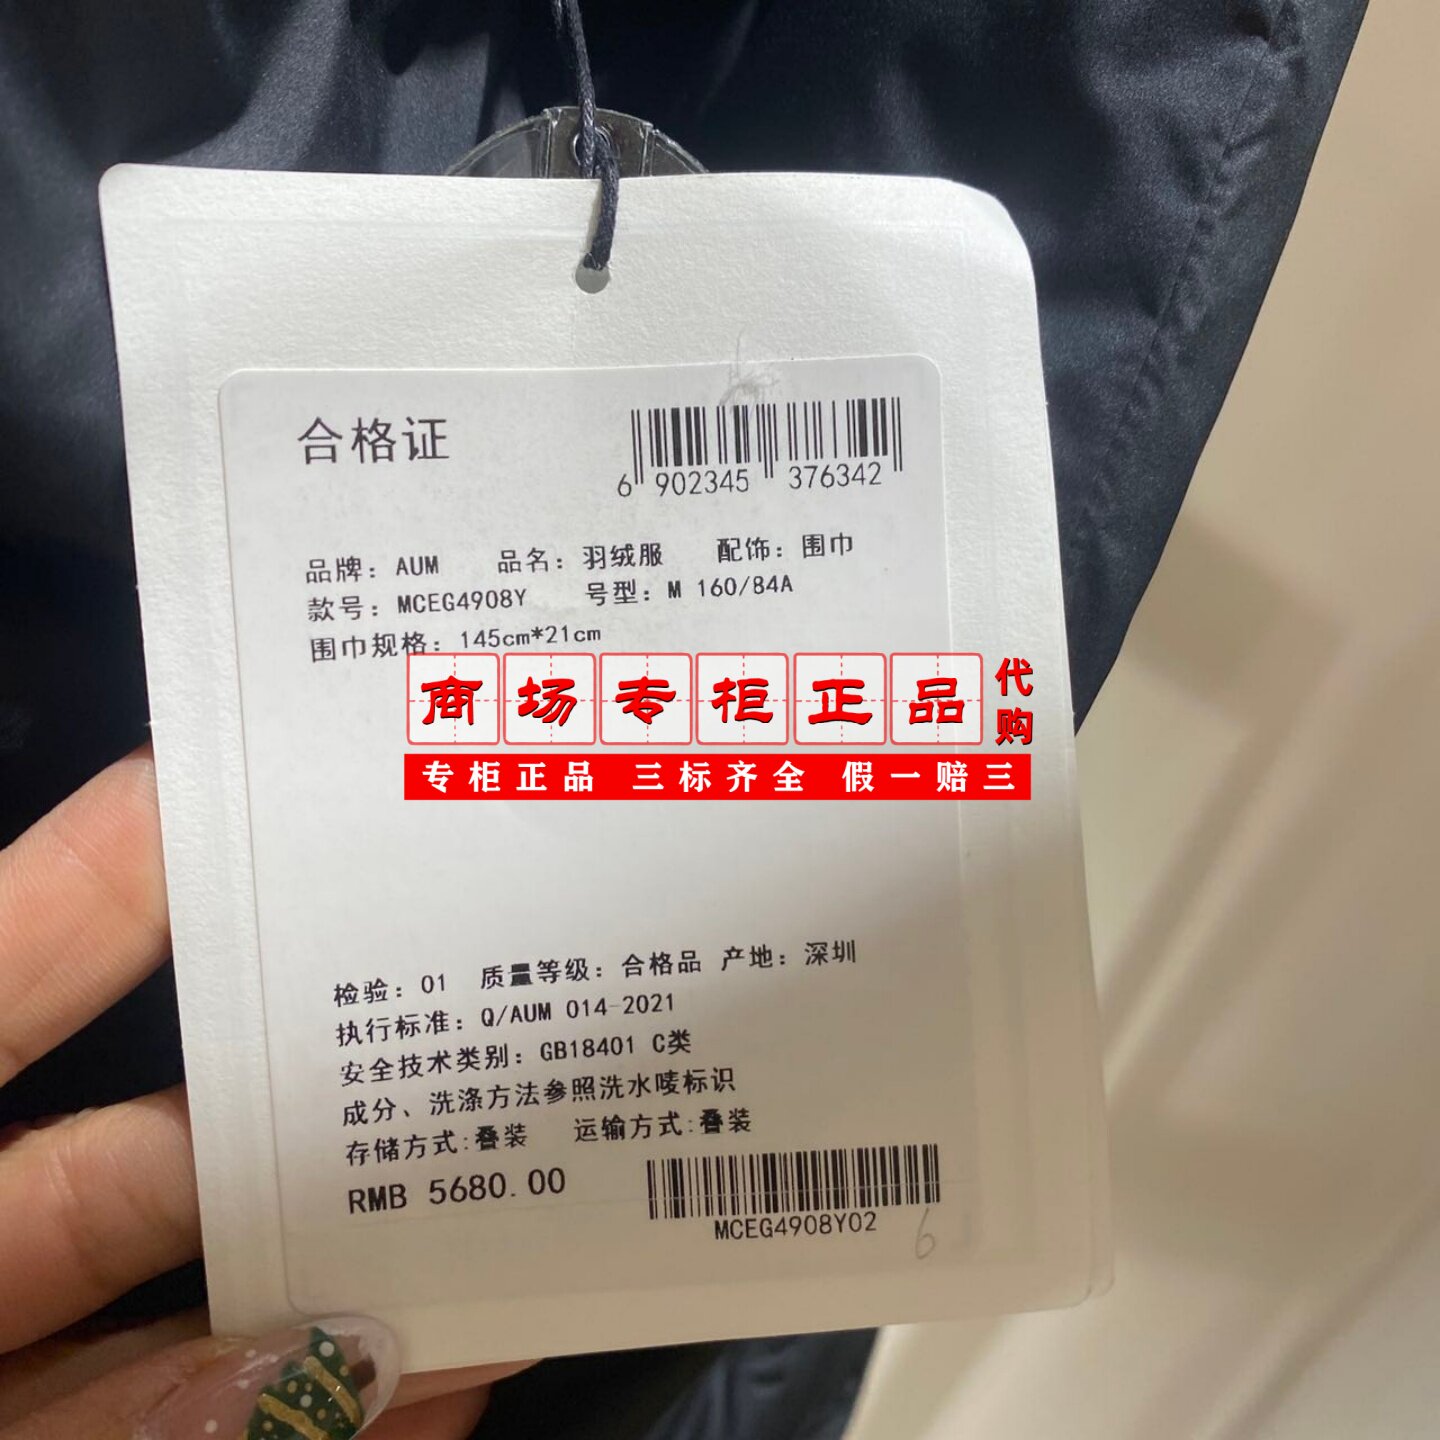 合格证
6 902345 376342
品牌：AUM 品名：羽绒服 配饰：围巾
款号：MCEG4908Y 号型：M 160/84A
围巾规格：145cm*21cm
商场专柜正品代购
专柜正品 三标齐全 假一赔三
检验：01 质量等级：合格品 产地：深圳
执行标准：Q/AUM 014-2021
安全技术类别：GB18401 C类
成分、洗涤方法参照洗水唛标识
存储方式:叠装 运输方式:叠装
RMB 5680.00
MCEG4908Y02
6